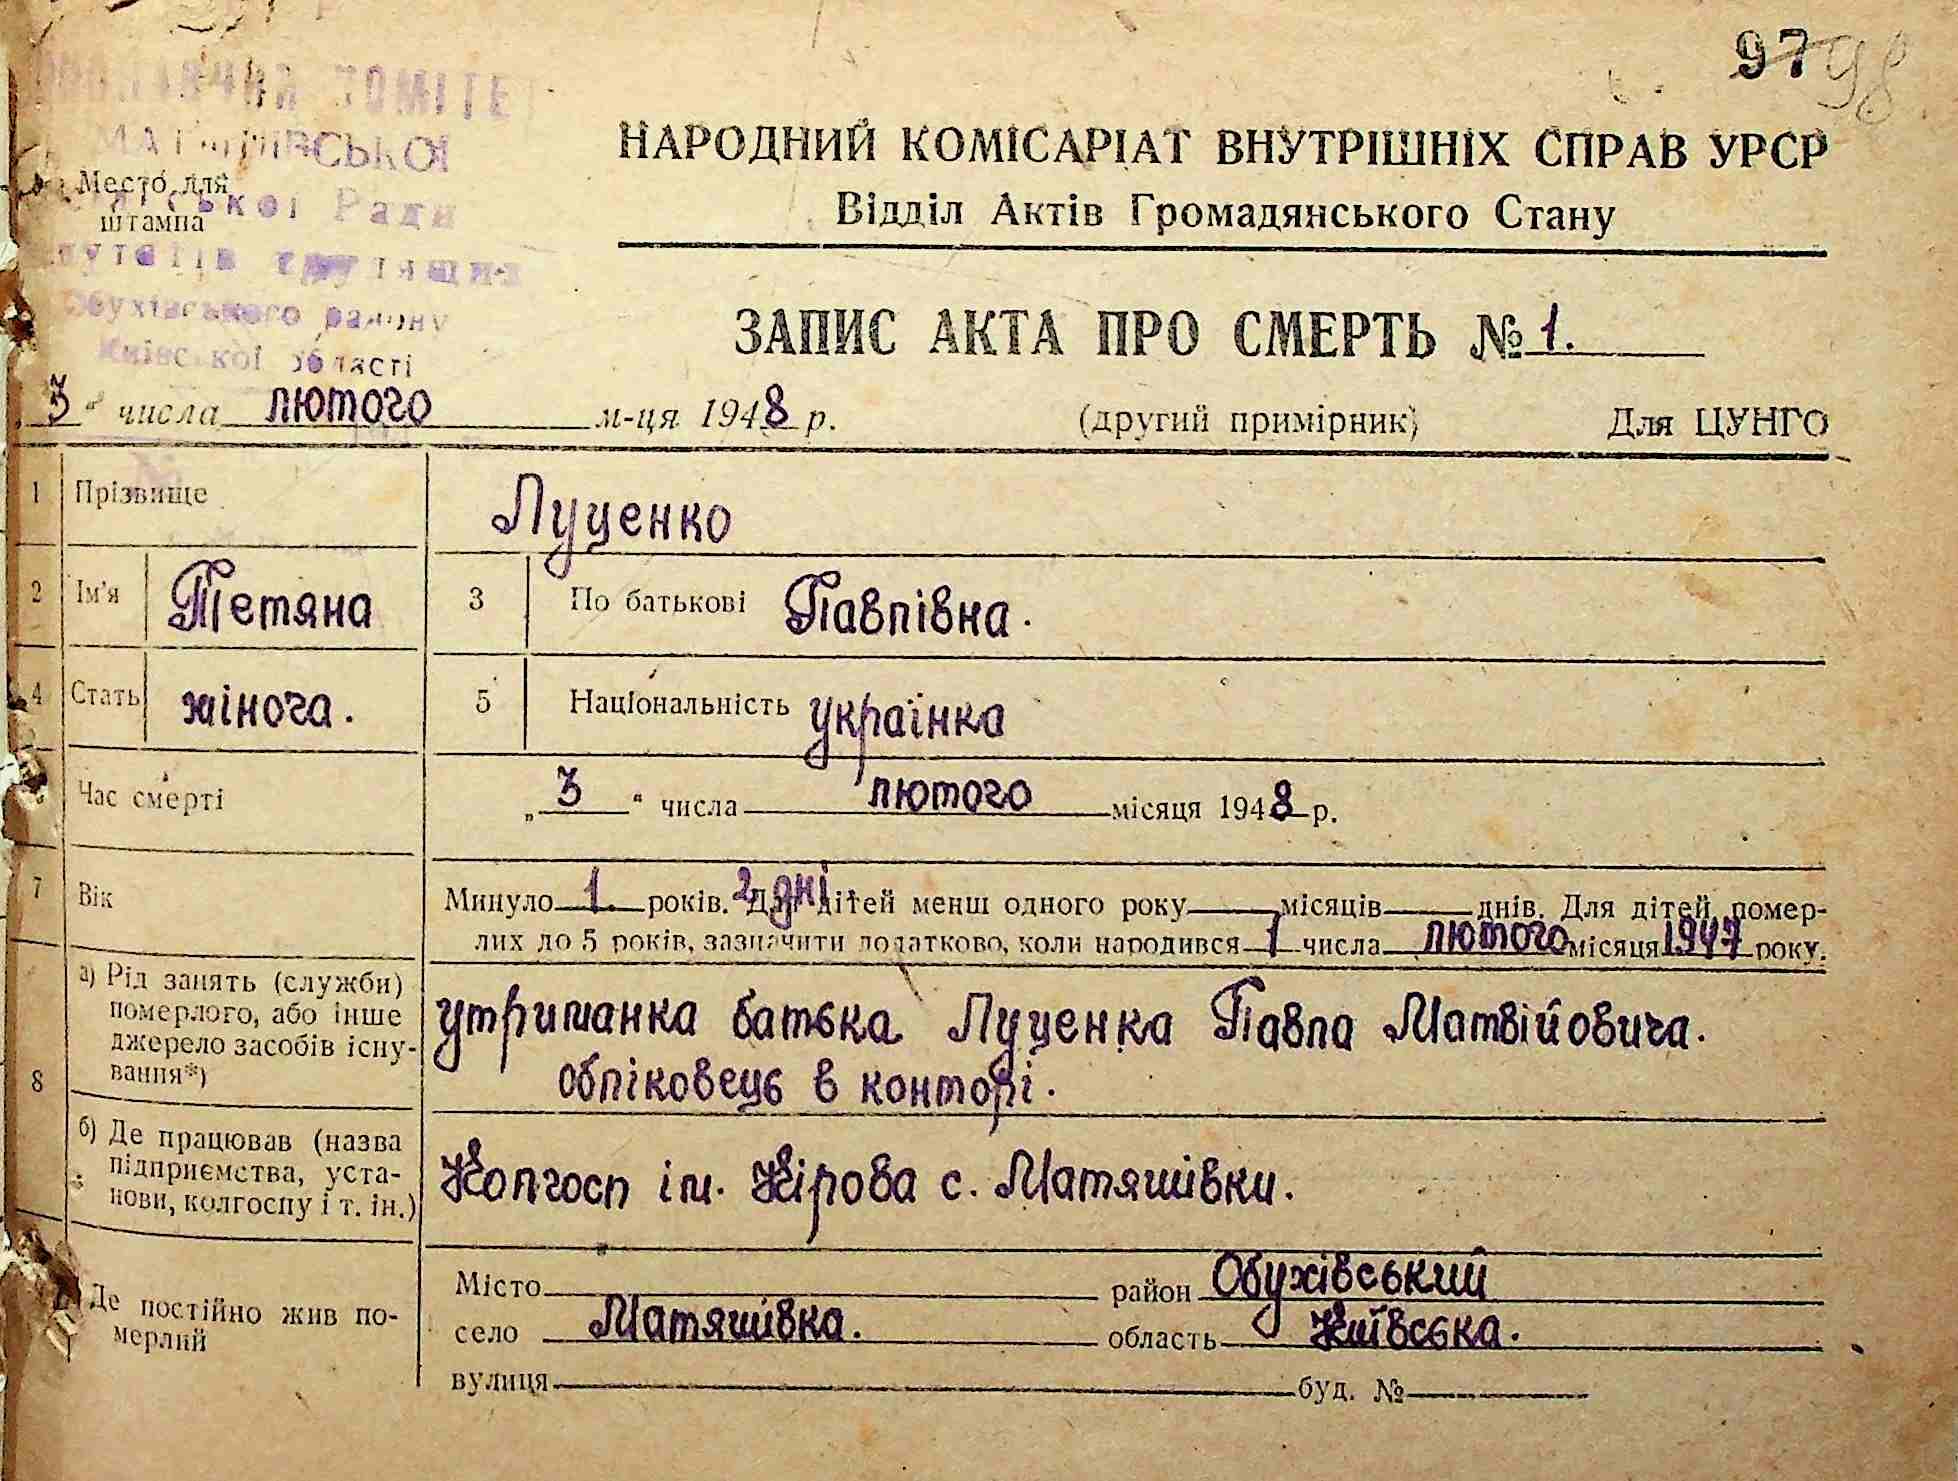 97 98
КОМІТЕТ
Ради
Обухівського району
Київської області
Место для
штампа
НАРОДНИЙ КОМІСАРІАТ ВНУТРІШНІХ СПРАВ УРСР
Відділ Актів Громадянського Стану
ЗАПИС АКТА ПРО СМЕРТЬ № 1.
„3“ числа лютого м-ця 1948 р. (другий примірник) Для ЦУНГО
1 Прізвище Луценко
2 Ім'я Тетяна 3 По батькові Павлівна.
4 Стать жіноча. 5 Національність українка
Час смерті „3“ числа лютого місяця 1948 р.
7 Вік Минуло 1. років. 2 дні Для дітей менш одного року місяців днів. Для дітей, помер-
лих до 5 років, зазначити додатково, коли народився 1 числа лютого місяця 1947 року.
8 а) Рід занять (служби)
померлого, або інше
джерело засобів існу-
вання*)
утриманка батька Луценка Павла Матвійовича.
обліковець в конторі.
б) Де працював (назва
підприємства, уста-
нови, колгоспу і т. ін.)
Колгосп ім. Кірова с. Матяшівки.
Де постійно жив по-
мерлий
Місто район Обухівський
село Матяшівка. область Київська.
вулиця буд. №